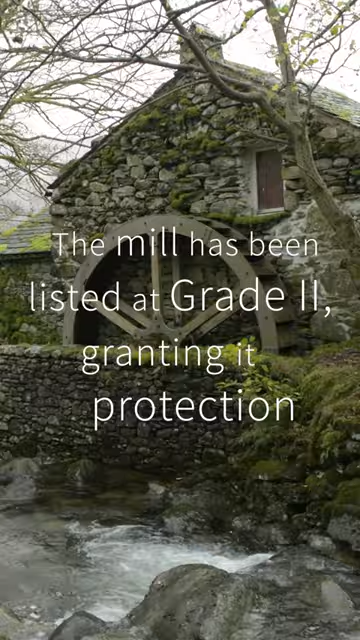 The mill has been
listed at Grade II,
granting it
protection